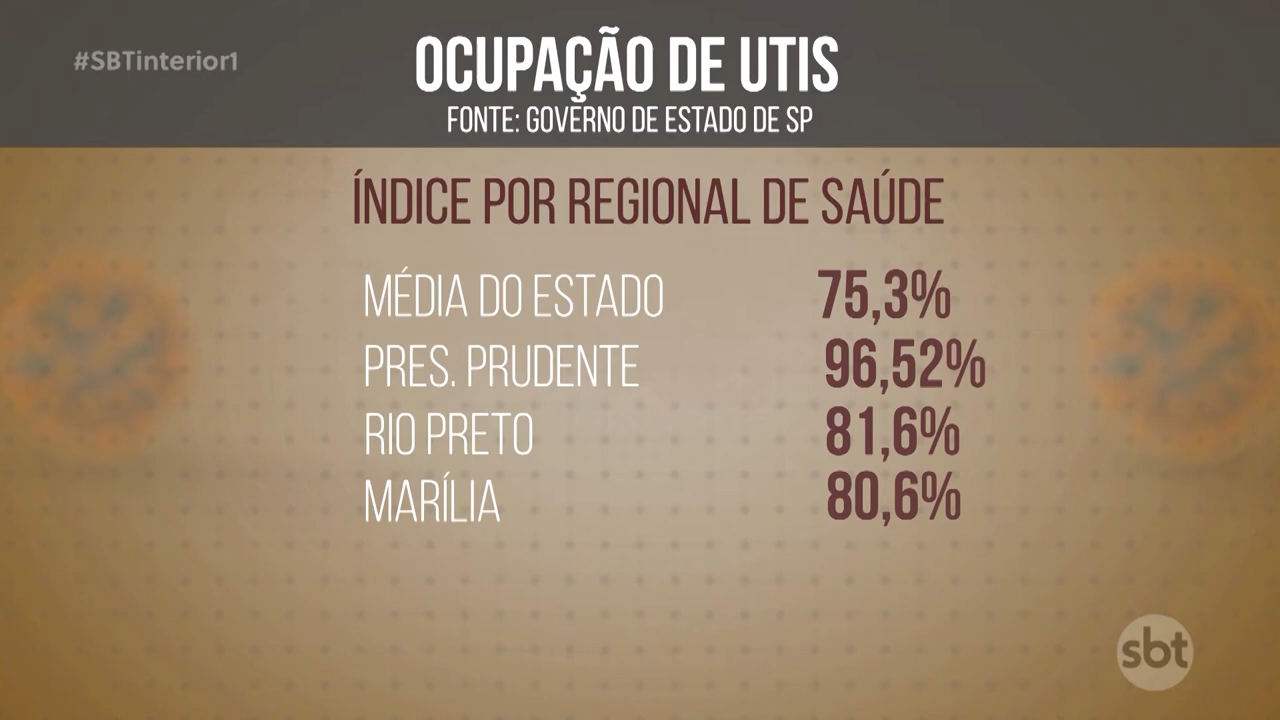 #SBTinterior1
OCUPAÇÃO DE UTIS
FONTE: GOVERNO DE ESTADO DE SP
ÍNDICE POR REGIONAL DE SAÚDE
MÉDIA DO ESTADO 75,3%
PRES. PRUDENTE 96,52%
RIO PRETO 81,6%
MARÍLIA 80,6%
sbt